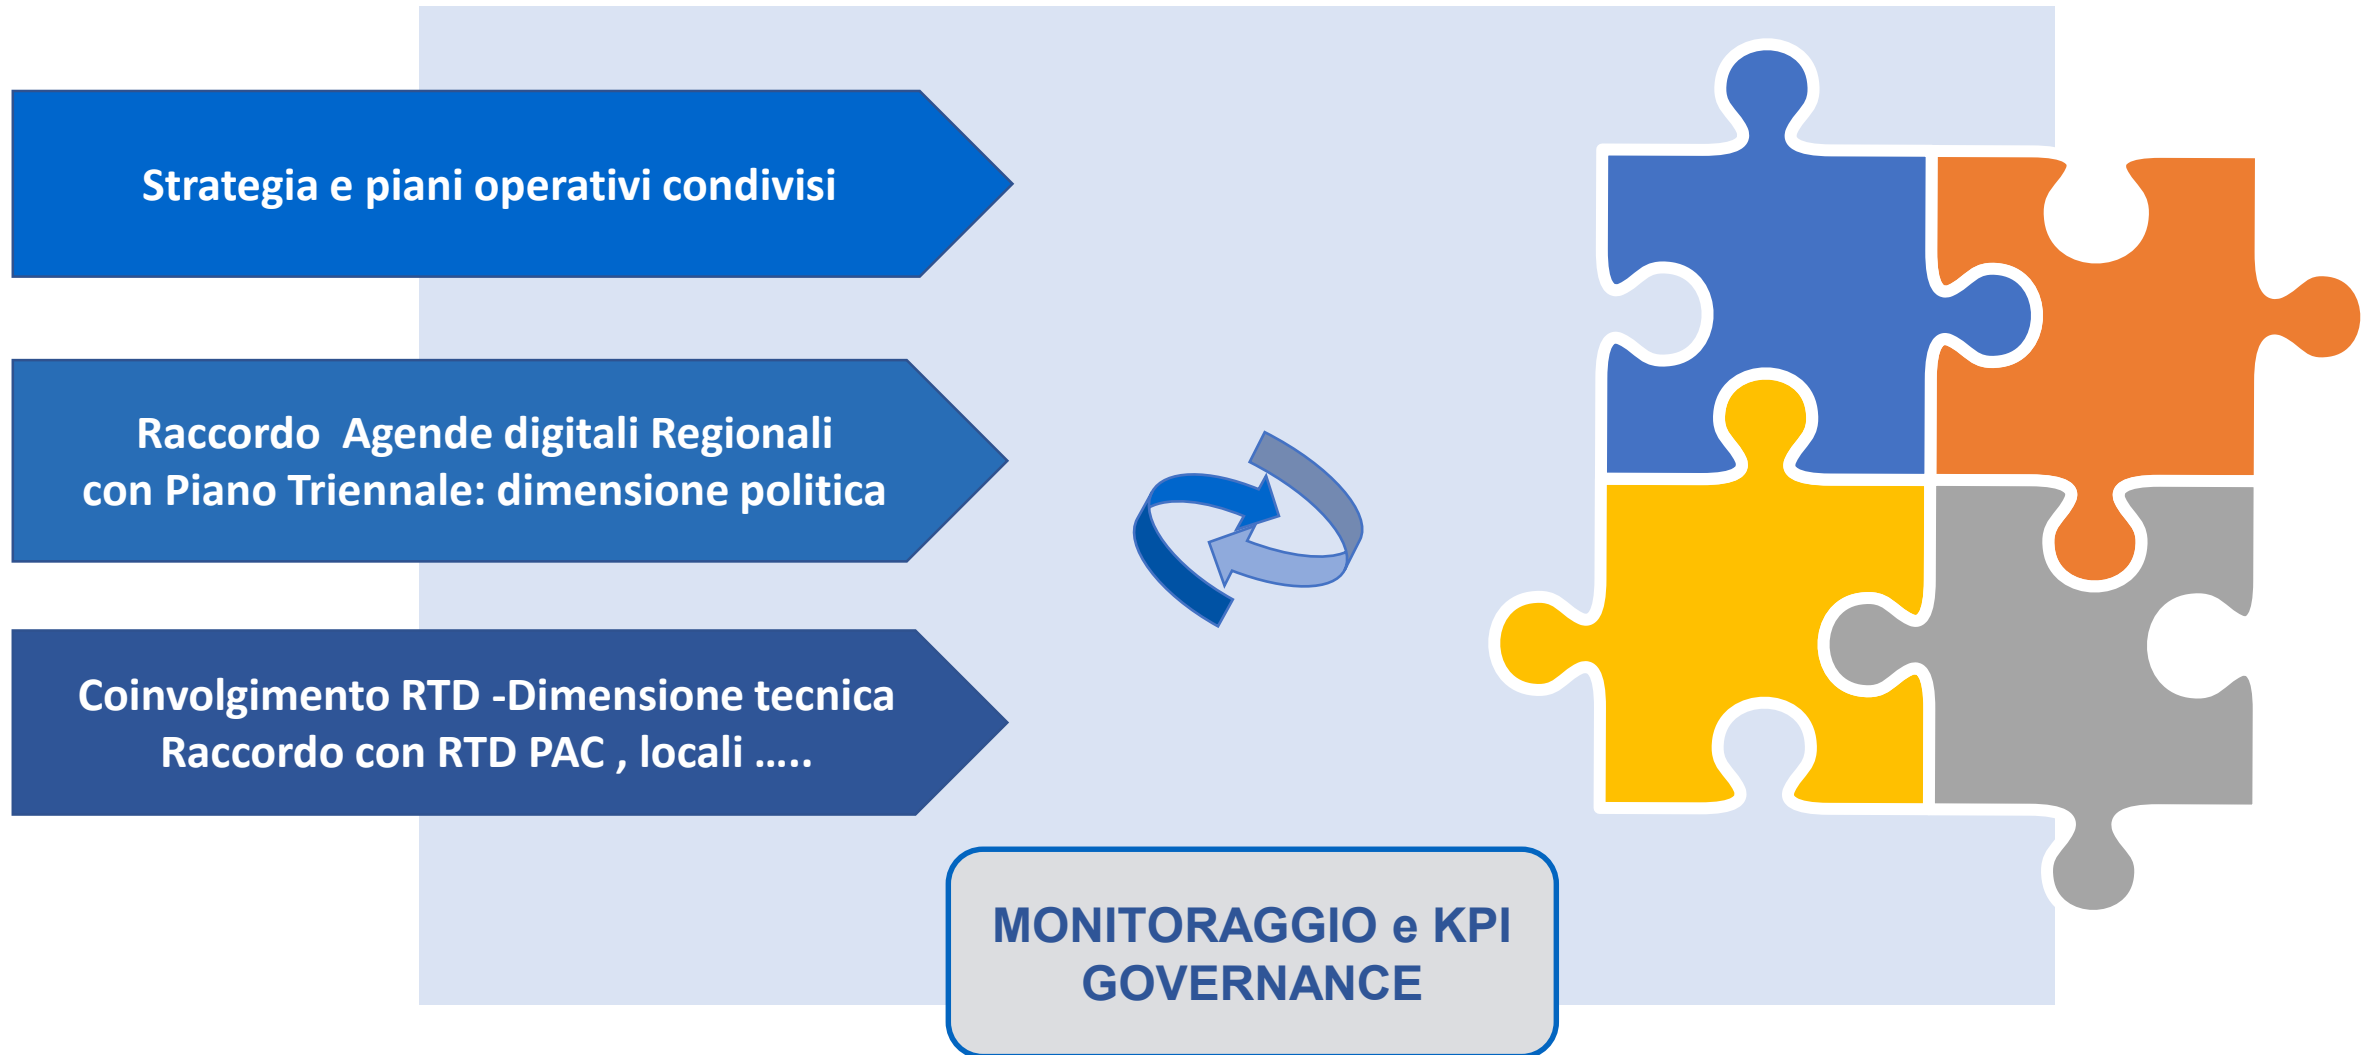 Strategia e piani operativi condivisi
Raccordo  Agende digitali Regionali
con Piano Triennale: dimensione politica
Coinvolgimento RTD -Dimensione tecnica
Raccordo con RTD PAC , locali …..
MONITORAGGIO e KPI
GOVERNANCE